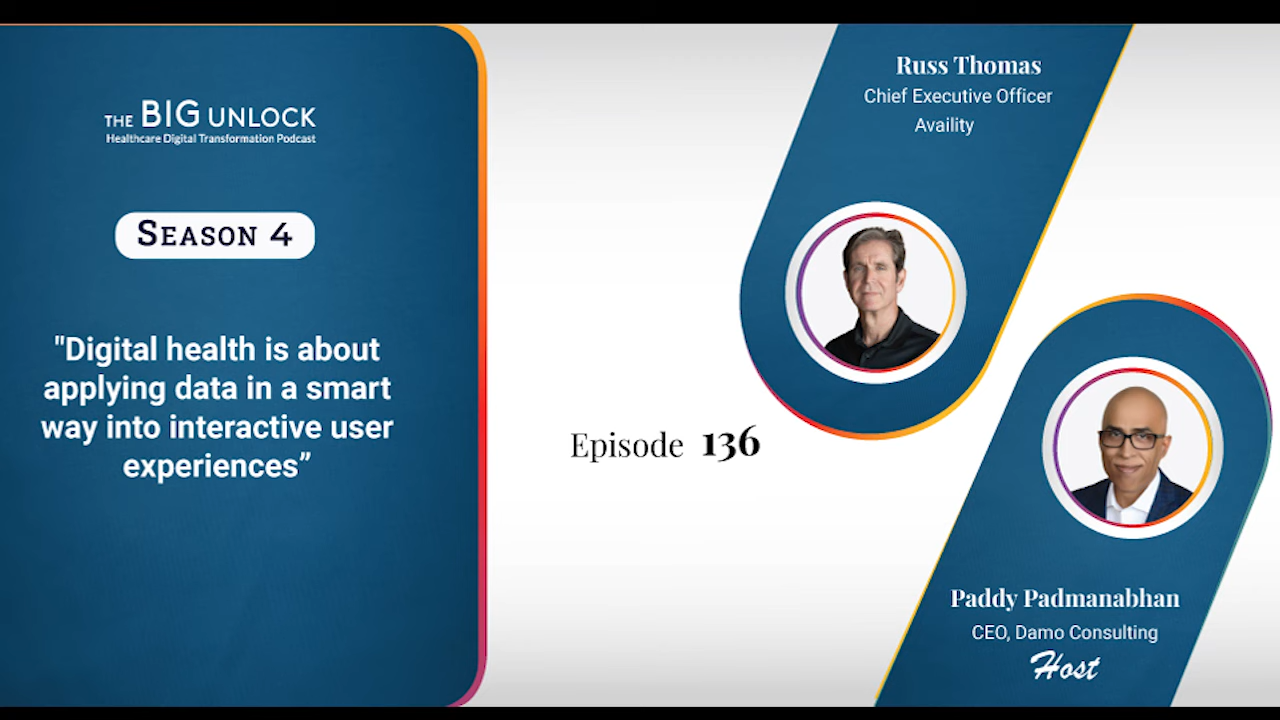 THE BIG UNLOCK
Healthcare Digital Transformation Podcast
SEASON 4
"Digital health is about
applying data in a smart
way into interactive user
experiences”
Episode 136
Russ Thomas
Chief Executive Officer
Availity
Paddy Padmanabhan
CEO, Damo Consulting
Host